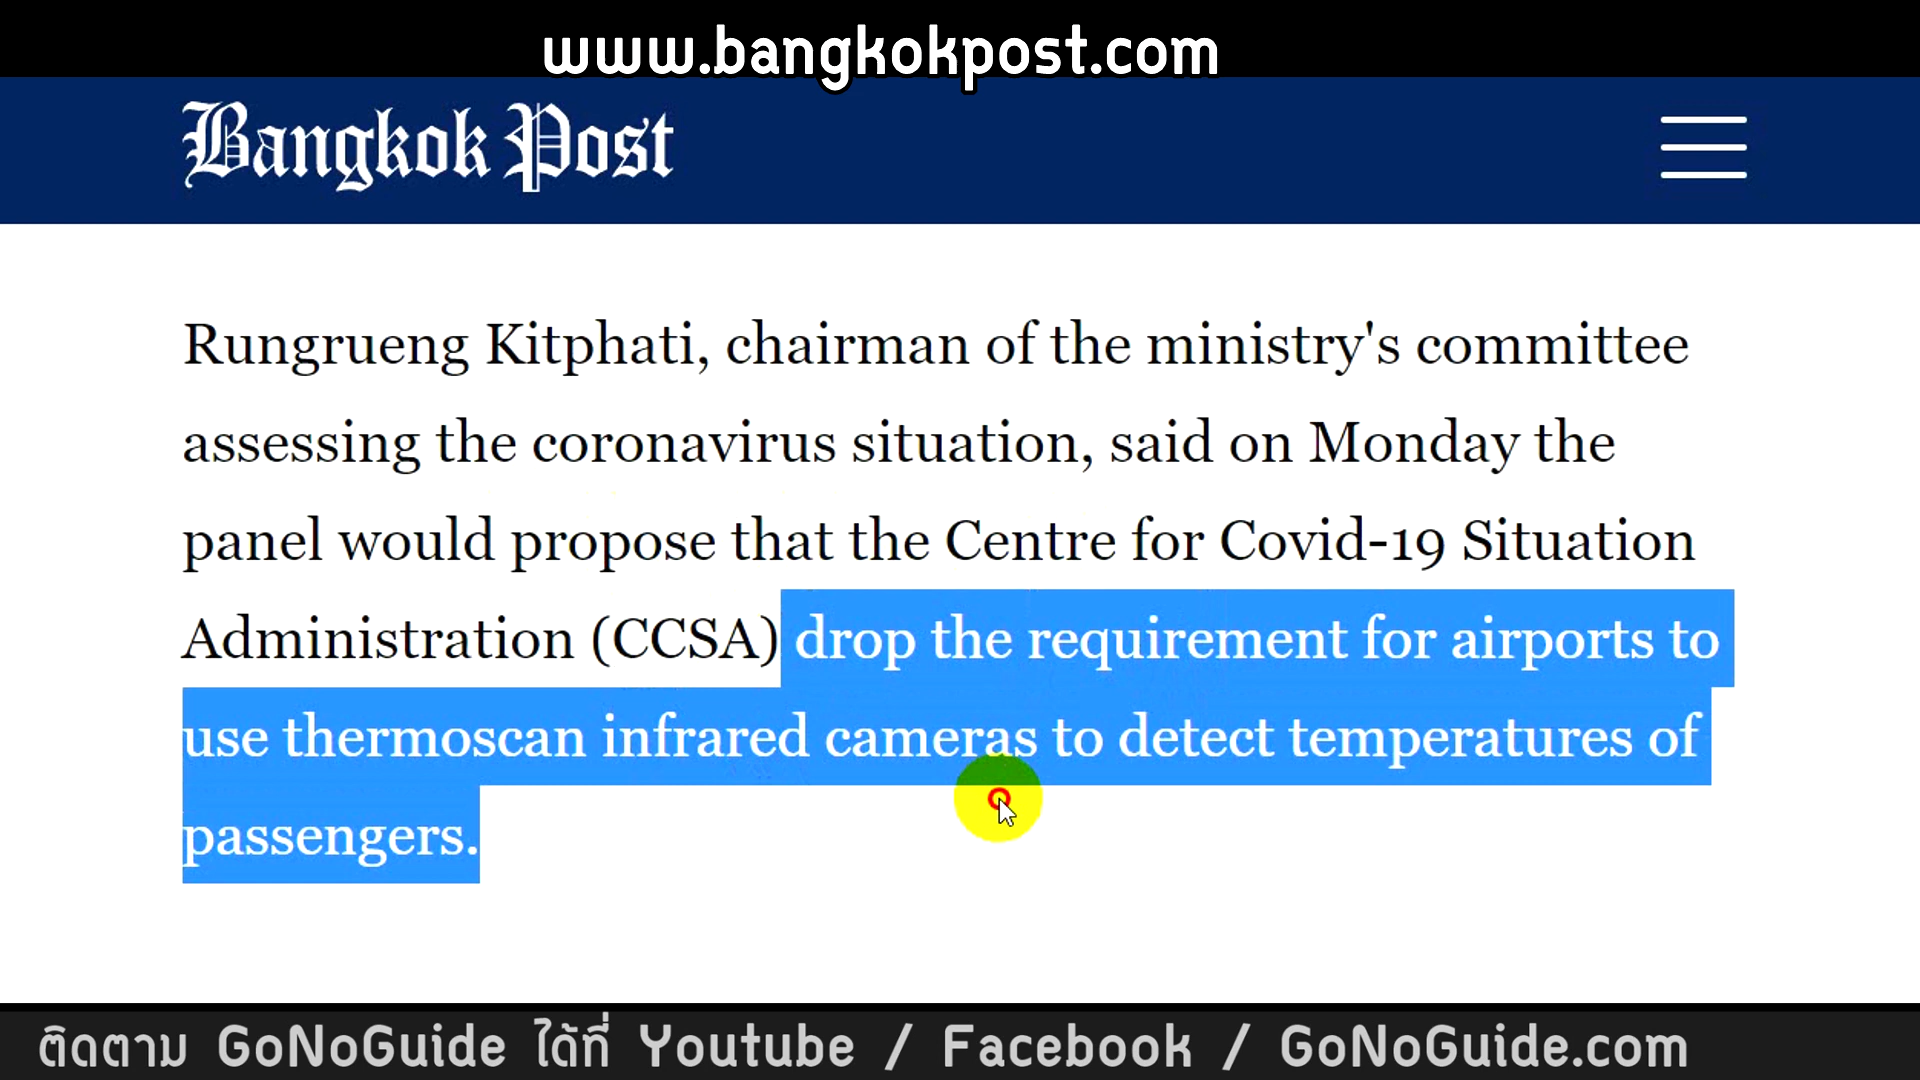 www.bangkokpost.com
Bangkok Post
Rungrueng Kitphati, chairman of the ministry's committee
assessing the coronavirus situation, said on Monday the
panel would propose that the Centre for Covid-19 Situation
Administration (CCSA) drop the requirement for airports to
use thermoscan infrared cameras to detect temperatures of
passengers.
ติดตาม GoNoGuide ได้ที่ Youtube / Facebook / GoNoGuide.com